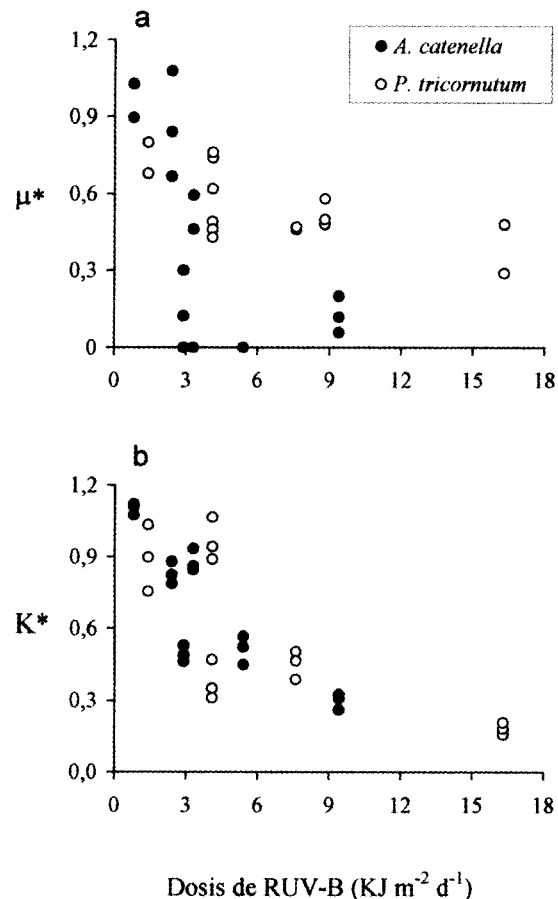 a
1,2
0,9
0,6
0,3
0
μ*
0 3 6 9 12 15 18
A. catenella
P. tricornutum
b
1,2
0,9
0,6
0,3
0,0
K*
0 3 6 9 12 15 18
Dosis de RUV-B (KJ m⁻² d⁻¹)